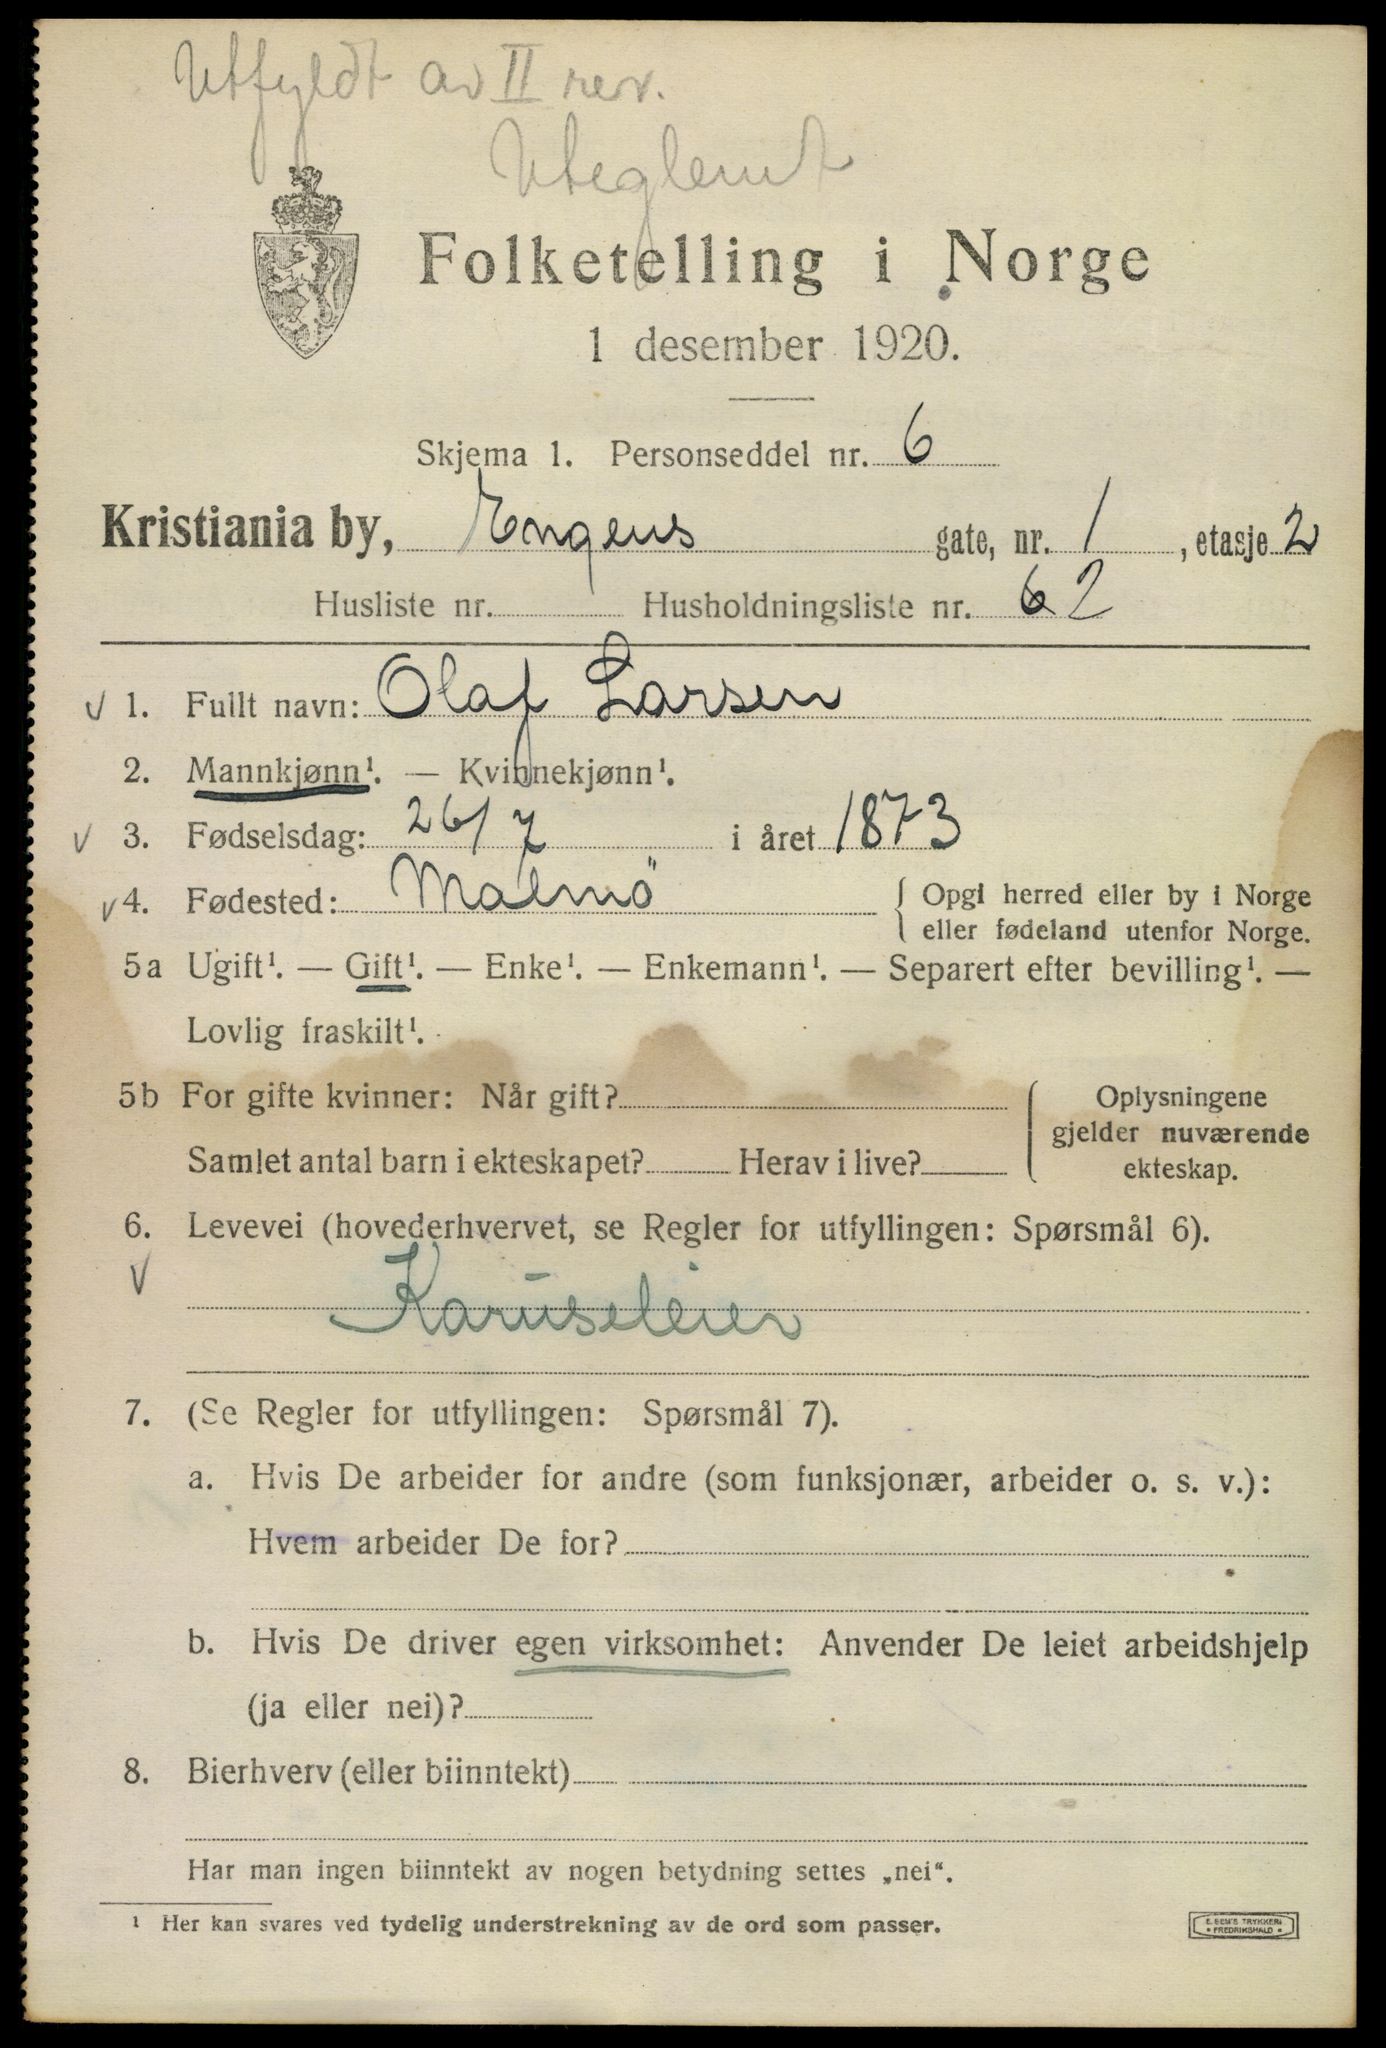 Utfyldt av II rev.
Uteglemt
Folketelling i Norge
1 desember 1920.
Skjema 1. Personseddel nr. 6
Kristiania by, Engens gate, nr. 1, etasje 2
Husliste nr. Husholdningsliste nr. 62
1. Fullt navn: Olaf Larsen
2. Mannkjønn¹. — Kvinnekjønn¹.
3. Fødselsdag: 26/7 i året 1873
4. Fødested: Malmö { Opgi herred eller by i Norge
eller fødeland utenfor Norge.
5a Ugift¹. — Gift¹. — Enke¹. — Enkemann¹. — Separert efter bevilling¹. —
Lovlig fraskilt¹.
5b For gifte kvinner: Når gift?
Samlet antal barn i ekteskapet? Herav i live?
Oplysningene
gjelder nuværende
ekteskap.
6. Levevei (hovederhvervet, se Regler for utfyllingen: Spørsmål 6).
Karuseleier
7. (Se Regler for utfyllingen: Spørsmål 7).
a. Hvis De arbeider for andre (som funksjonær, arbeider o. s. v.):
Hvem arbeider De for?
b. Hvis De driver egen virksomhet: Anvender De leiet arbeidshjelp
(ja eller nei)?
8. Bierhverv (eller biinntekt)
Har man ingen biinntekt av nogen betydning settes „nei“.
¹ Her kan svares ved tydelig understrekning av de ord som passer.
E. SEM'S TRYKKERI
• FREDRIKSHALD •